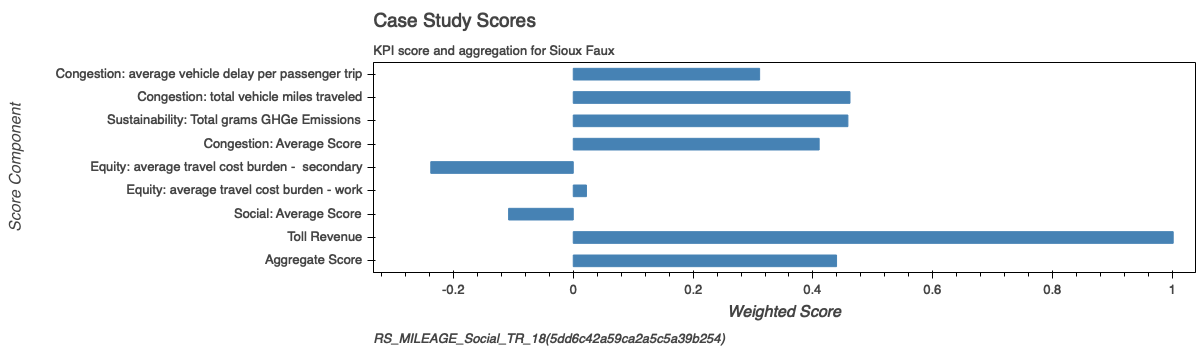 Case Study Scores
KPI score and aggregation for Sioux Faux
Score Component
Congestion: average vehicle delay per passenger trip
Congestion: total vehicle miles traveled
Sustainability: Total grams GHGe Emissions
Congestion: Average Score
Equity: average travel cost burden -  secondary
Equity: average travel cost burden - work
Social: Average Score
Toll Revenue
Aggregate Score
-0.2 0 0.2 0.4 0.6 0.8 1
Weighted Score
RS_MILEAGE_Social_TR_18(5dd6c42a59ca2a5c5a39b254)